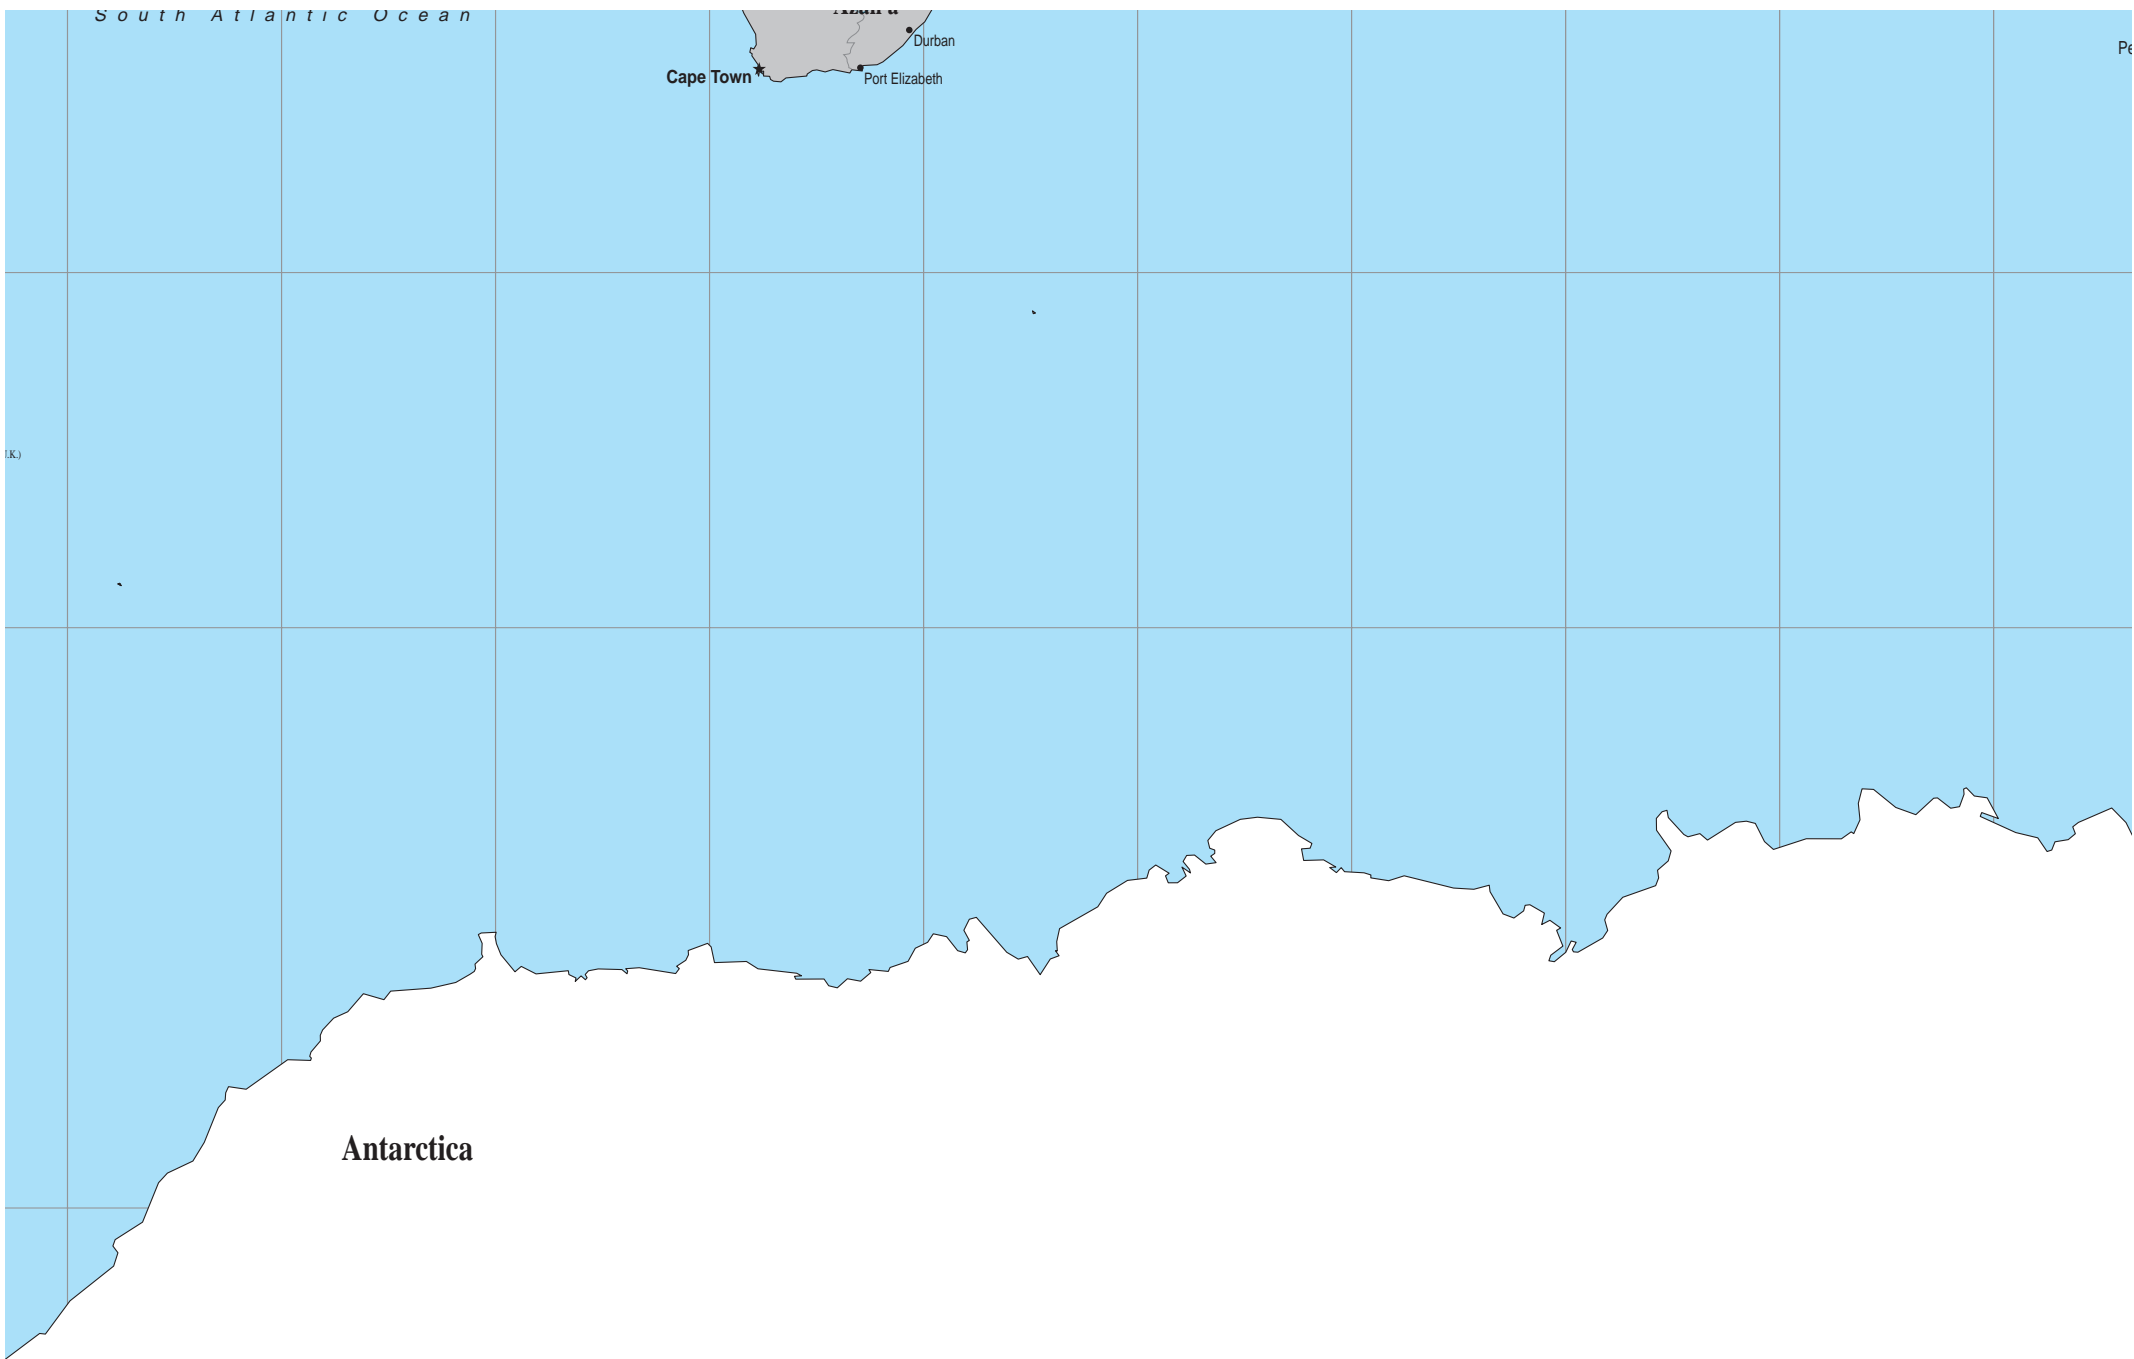 South Atlantic Ocean
Durban
Cape Town
Port Elizabeth
Antarctica